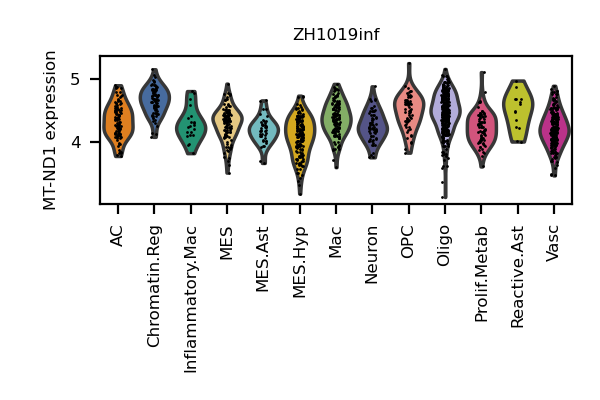 ZH1019inf
MT-ND1 expression
5
4
AC
Chromatin.Reg
Inflammatory.Mac
MES
MES.Ast
MES.Hyp
Mac
Neuron
OPC
Oligo
Prolif.Metab
Reactive.Ast
Vasc